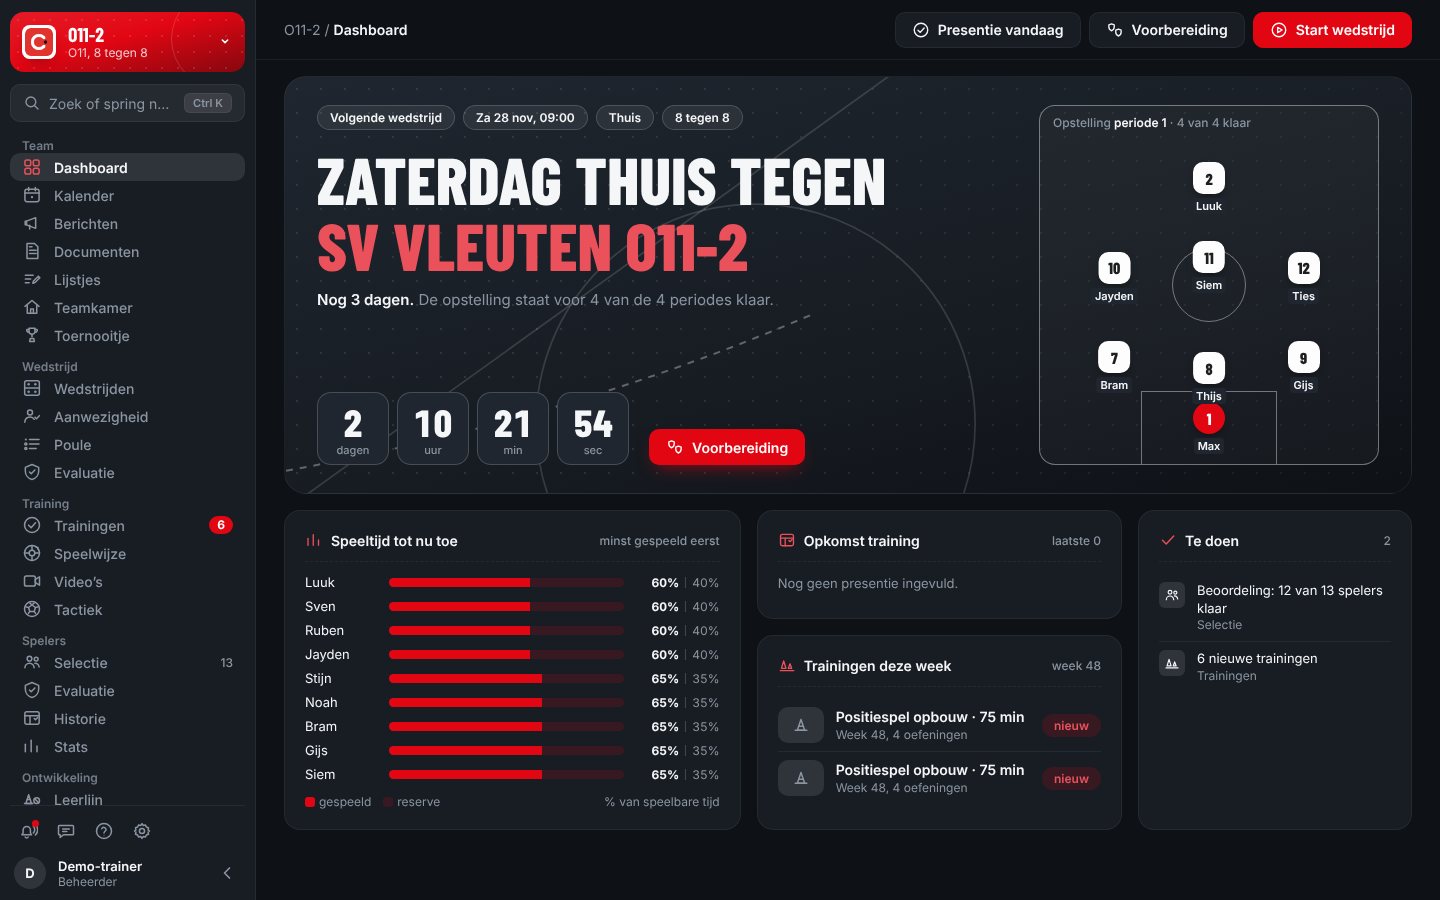 O11-2
O11, 8 tegen 8
Zoek of spring n...
Ctrl K
Team
Dashboard
Kalender
Berichten
Documenten
Lijstjes
Teamkamer
Toernooitje
Wedstrijd
Wedstrijden
Aanwezigheid
Poule
Evaluatie
Training
Trainingen 6
Speelwijze
Video's
Tactiek
Spelers
Selectie 13
Evaluatie
Historie
Stats
Ontwikkeling
Leerlijn
D
Demo-trainer
Beheerder
O11-2 / Dashboard
Presentie vandaag
Voorbereiding
Start wedstrijd
Volgende wedstrijd
Za 28 nov, 09:00
Thuis
8 tegen 8
ZATERDAG THUIS TEGEN
SV VLEUTEN O11-2
Nog 3 dagen. De opstelling staat voor 4 van de 4 periodes klaar.
2 dagen
10 uur
21 min
54 sec
Voorbereiding
Opstelling periode 1 · 4 van 4 klaar
2
Luuk
10
Jayden
11
Siem
12
Ties
7
Bram
8
Thijs
9
Gijs
1
Max
Speeltijd tot nu toe
minst gespeeld eerst
Luuk 60% | 40%
Sven 60% | 40%
Ruben 60% | 40%
Jayden 60% | 40%
Stijn 65% | 35%
Noah 65% | 35%
Bram 65% | 35%
Gijs 65% | 35%
Siem 65% | 35%
gespeeld reserve % van speelbare tijd
Opkomst training
laatste 0
Nog geen presentie ingevuld.
Trainingen deze week
week 48
Positiespel opbouw · 75 min
Week 48, 4 oefeningen
nieuw
Positiespel opbouw · 75 min
Week 48, 4 oefeningen
nieuw
Te doen
2
Beoordeling: 12 van 13 spelers
klaar
Selectie
6 nieuwe trainingen
Trainingen